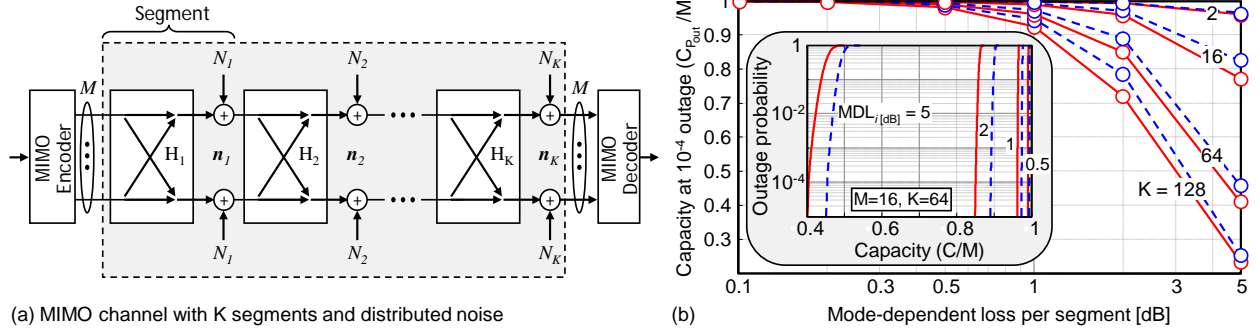 Segment
N1 N2 NK
M M
MIMO Encoder
H1 n1 H2 n2 HK nK
MIMO Decoder
N1 N2 NK
(a) MIMO channel with K segments and distributed noise
Capacity at 10-4 outage (CPout/M)
1
0.9
0.8
0.7
0.6
0.5
0.4
0.3
0.1 0.3 0.5 1 2 3 5
Mode-dependent loss per segment [dB]
2
16
64
K = 128
Outage probability
1
10-2
10-4
MDLi[dB] = 5
2
1
0.5
M=16, K=64
0.4 0.6 0.8 1
Capacity (C/M)
(b)